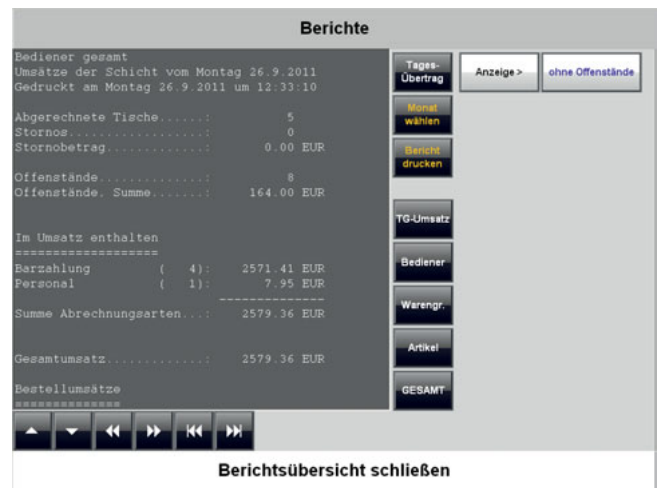 Berichte
Bediener gesamt
Umsätze der Schicht vom Montag 26.9.2011
Gedruckt am Montag 26.9.2011 um 12:33:10
Abgerechnete Tische......: 5
Stornos..................: 0
Stornobetrag.............: 0.00 EUR
Offenstände..............: 8
Offenstände, Summe.......: 164.00 EUR
Im Umsatz enthalten
===================
Barzahlung ( 4): 2571.41 EUR
Personal ( 1): 7.95 EUR
--------------
Summe Abrechnungsarten...: 2579.36 EUR
Gesamtumsatz.............: 2579.36 EUR
Bestellumsätze
==============
Tages-
Übertrag
Monat
wählen
Bericht
drucken
TG-Umsatz
Bediener
Warengr.
Artikel
GESAMT
Anzeige >
ohne Offenstände
Berichtsübersicht schließen